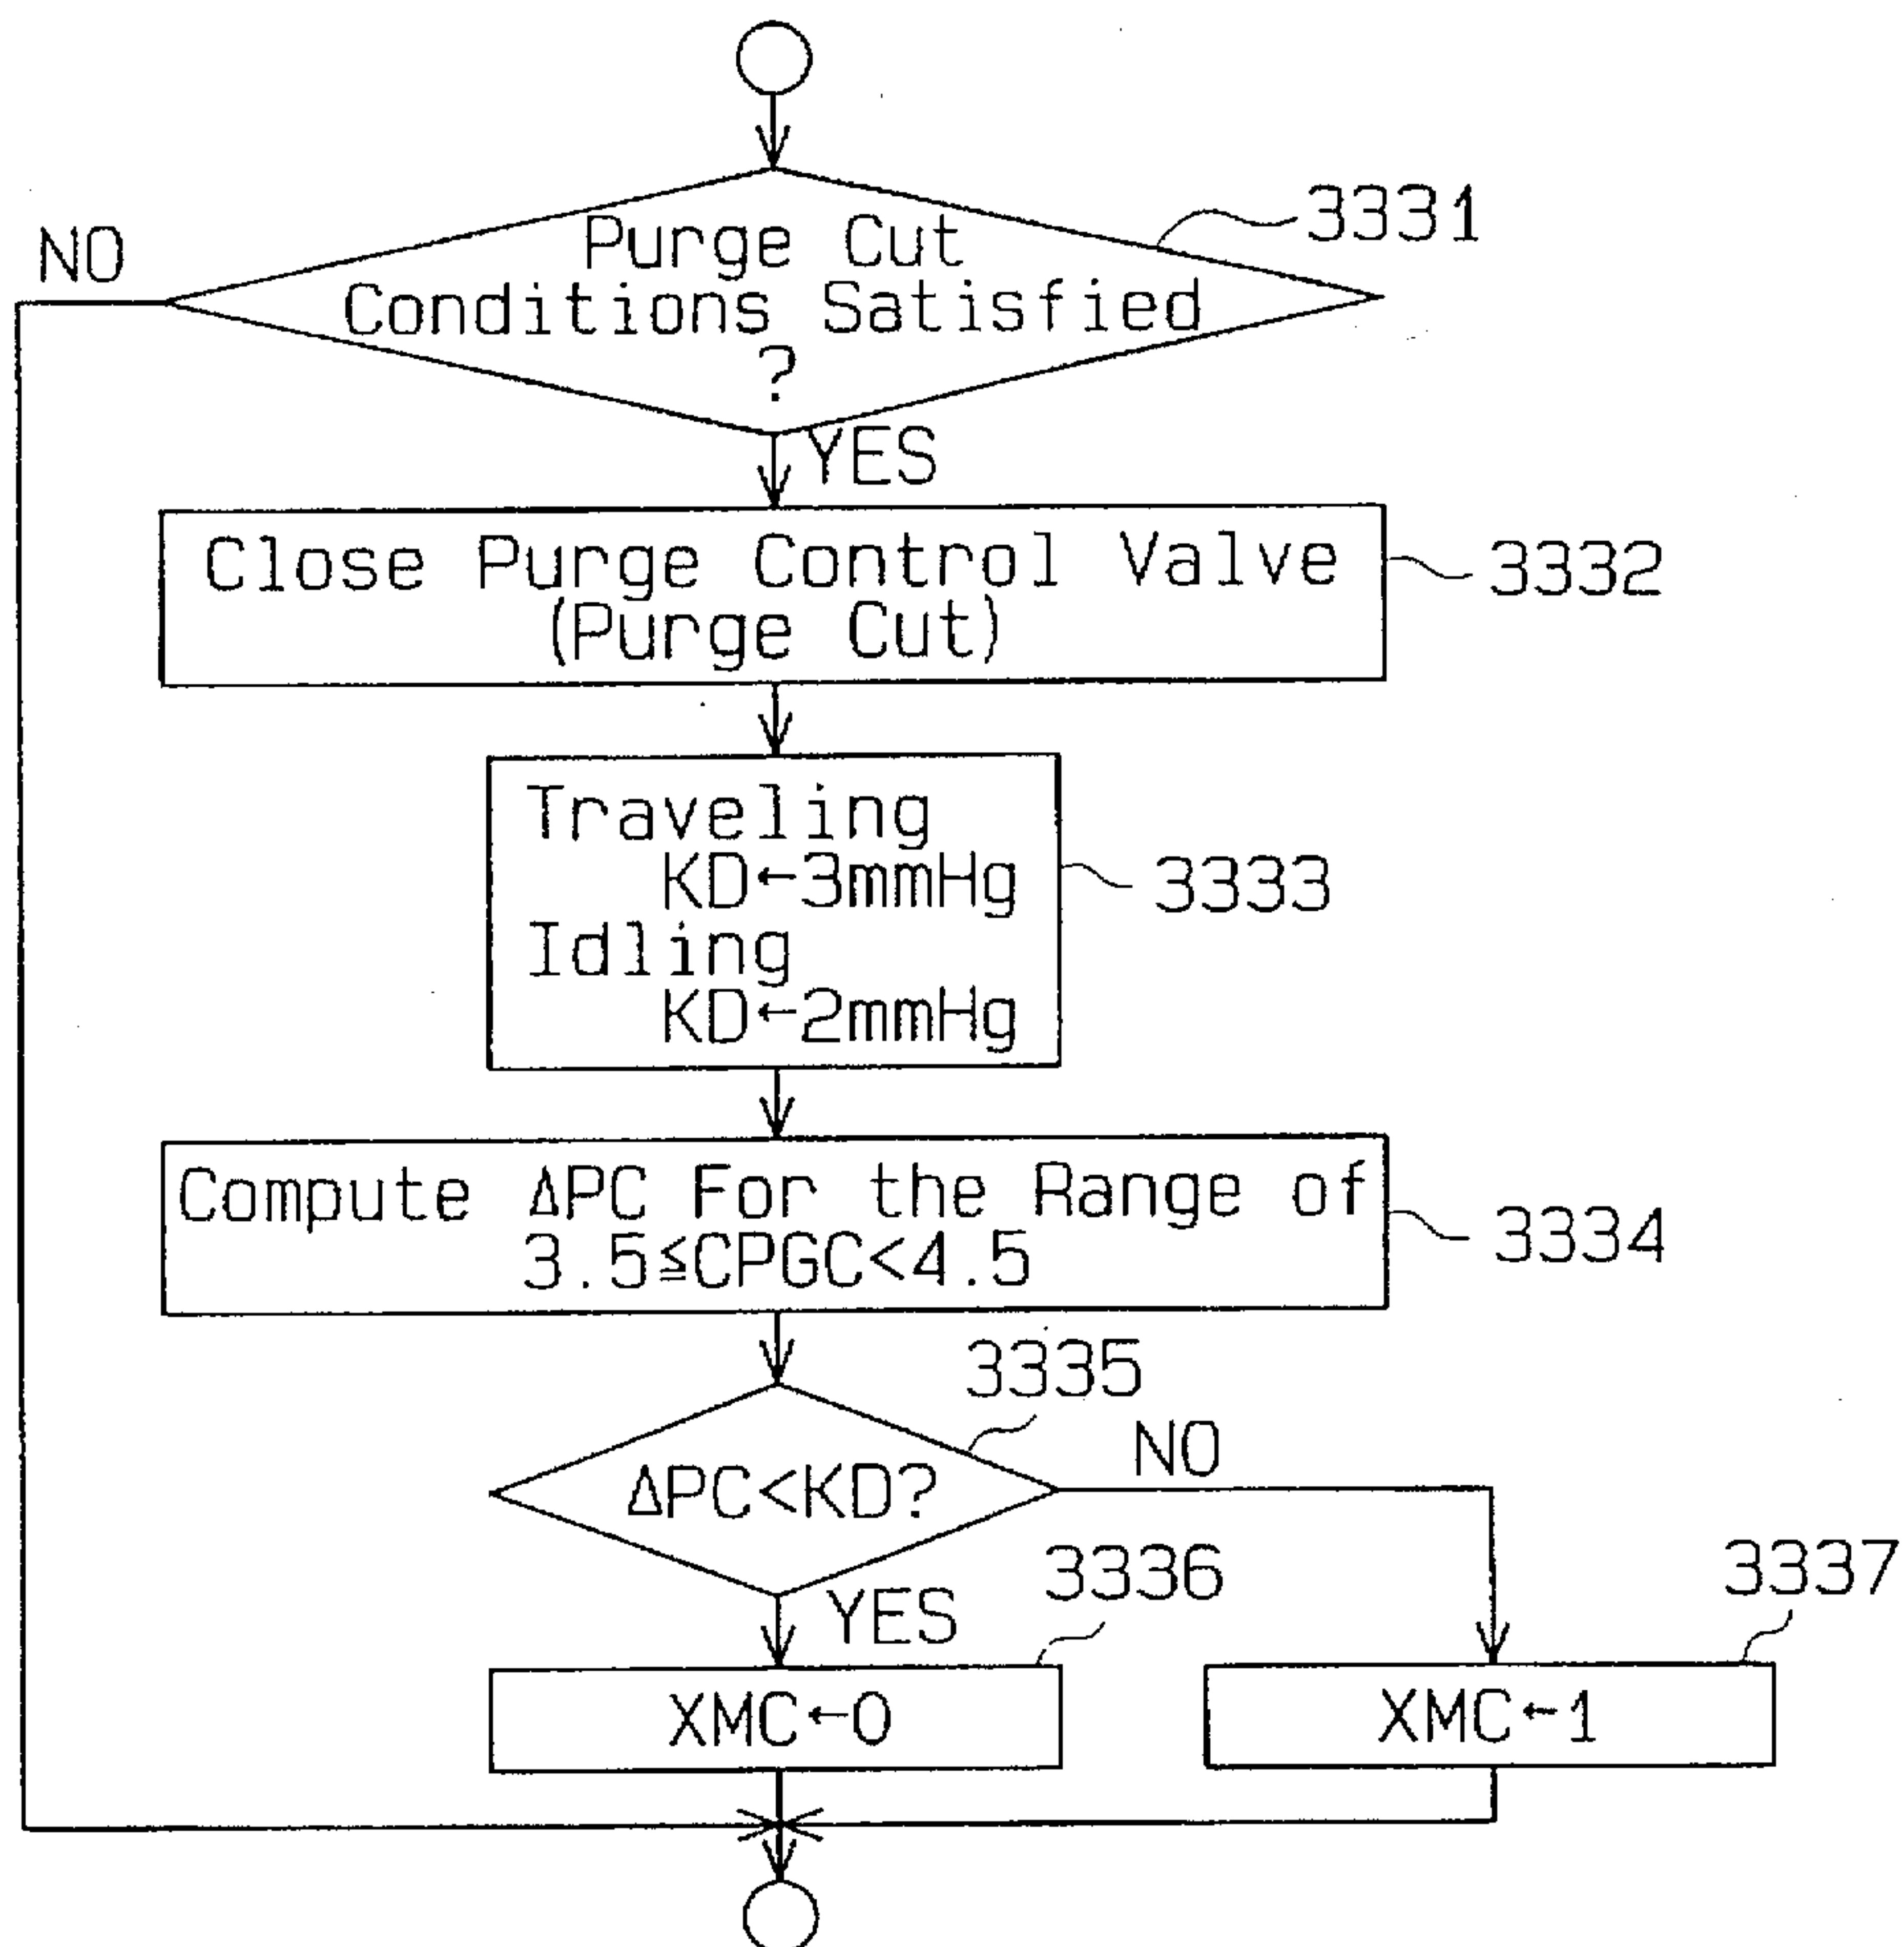 Purge Cut
Conditions Satisfied
?
3331
NO
YES
Close Purge Control Valve
(Purge Cut)
3332
Traveling
KD←3mmHg
Idling
KD←2mmHg
3333
Compute ΔPC For the Range of
3.5≦CPGC<4.5
3334
3335
ΔPC<KD?
NO
YES
3336
3337
XMC←0
XMC←1